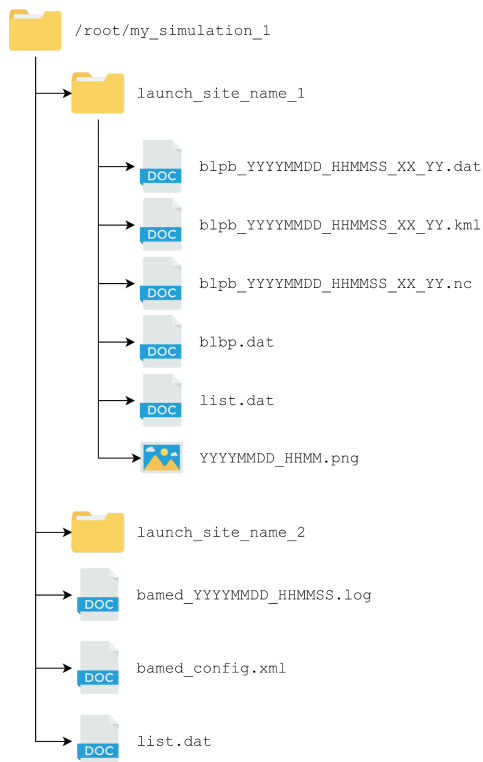 /root/my_simulation_1
launch_site_name_1
DOC blpb_YYYYMMDD_HHMMSS_XX_YY.dat
DOC blpb_YYYYMMDD_HHMMSS_XX_YY.kml
DOC blpb_YYYYMMDD_HHMMSS_XX_YY.nc
DOC blbp.dat
DOC list.dat
YYYYMMDD_HHMM.png
launch_site_name_2
DOC bamed_YYYYMMDD_HHMMSS.log
DOC bamed_config.xml
DOC list.dat